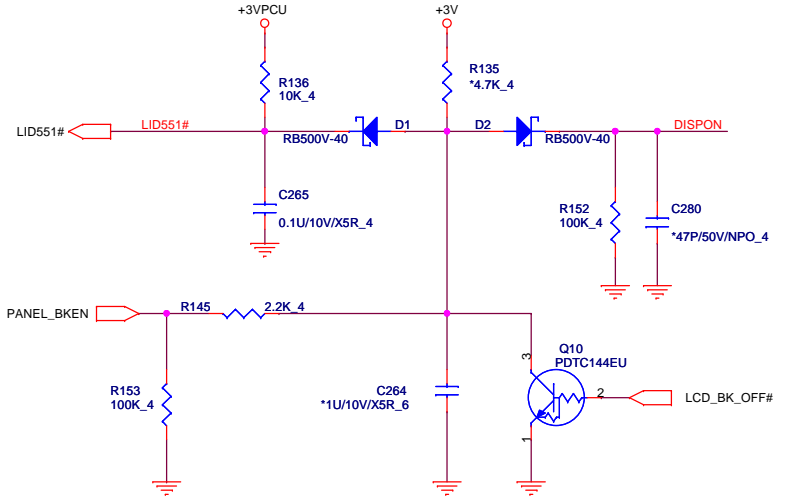 +3VPCU
+3V
R136
10K_4
R135
*4.7K_4
LID551#
LID551#
RB500V-40
D1
D2
RB500V-40
DISPON
C265
0.1U/10V/X5R_4
R152
100K_4
C280
*47P/50V/NPO_4
PANEL_BKEN
R145
2.2K_4
R153
100K_4
C264
*1U/10V/X5R_6
3
Q10
PDTC144EU
2
LCD_BK_OFF#
1